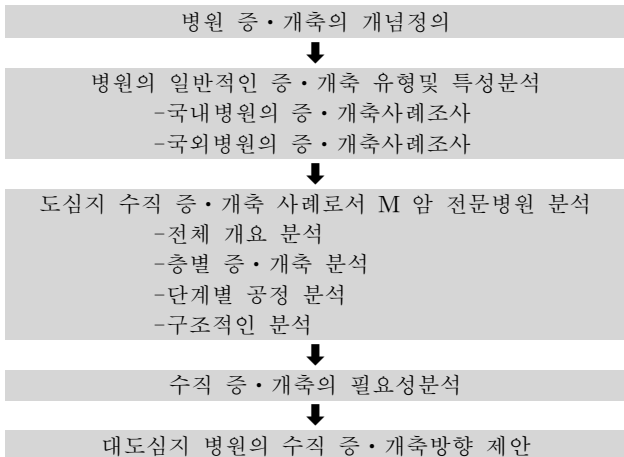 병원 증・개축의 개념정의
병원의 일반적인 증・개축 유형및 특성분석
-국내병원의 증・개축사례조사
-국외병원의 증・개축사례조사
도심지 수직 증・개축 사례로서 M 암 전문병원 분석
-전체 개요 분석
-층별 증・개축 분석
-단계별 공정 분석
-구조적인 분석
수직 증・개축의 필요성분석
대도심지 병원의 수직 증・개축방향 제안